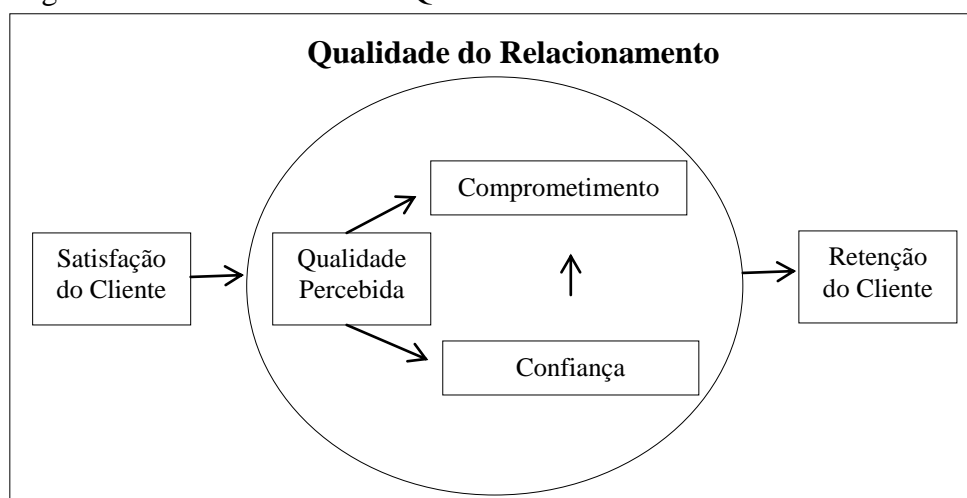 Qualidade do Relacionamento
Comprometimento
Satisfação
do Cliente
Qualidade
Percebida
Retenção
do Cliente
Confiança